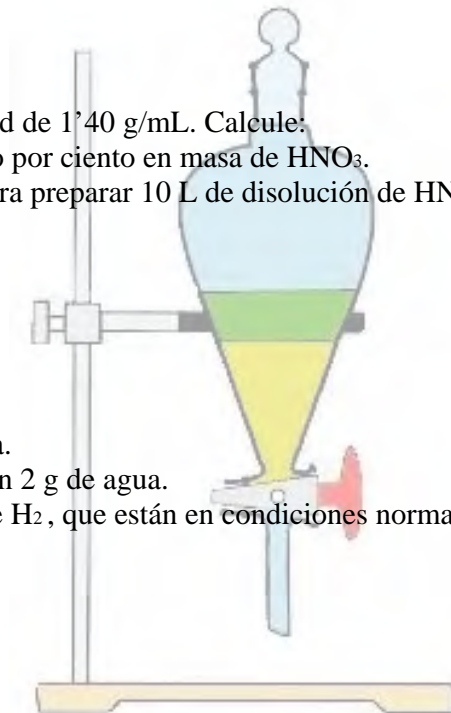 d de 1’40 g/mL. Calcule:
o por ciento en masa de HNO₃.
ra preparar 10 L de disolución de HN
a.
n 2 g de agua.
e H₂ , que están en condiciones norma